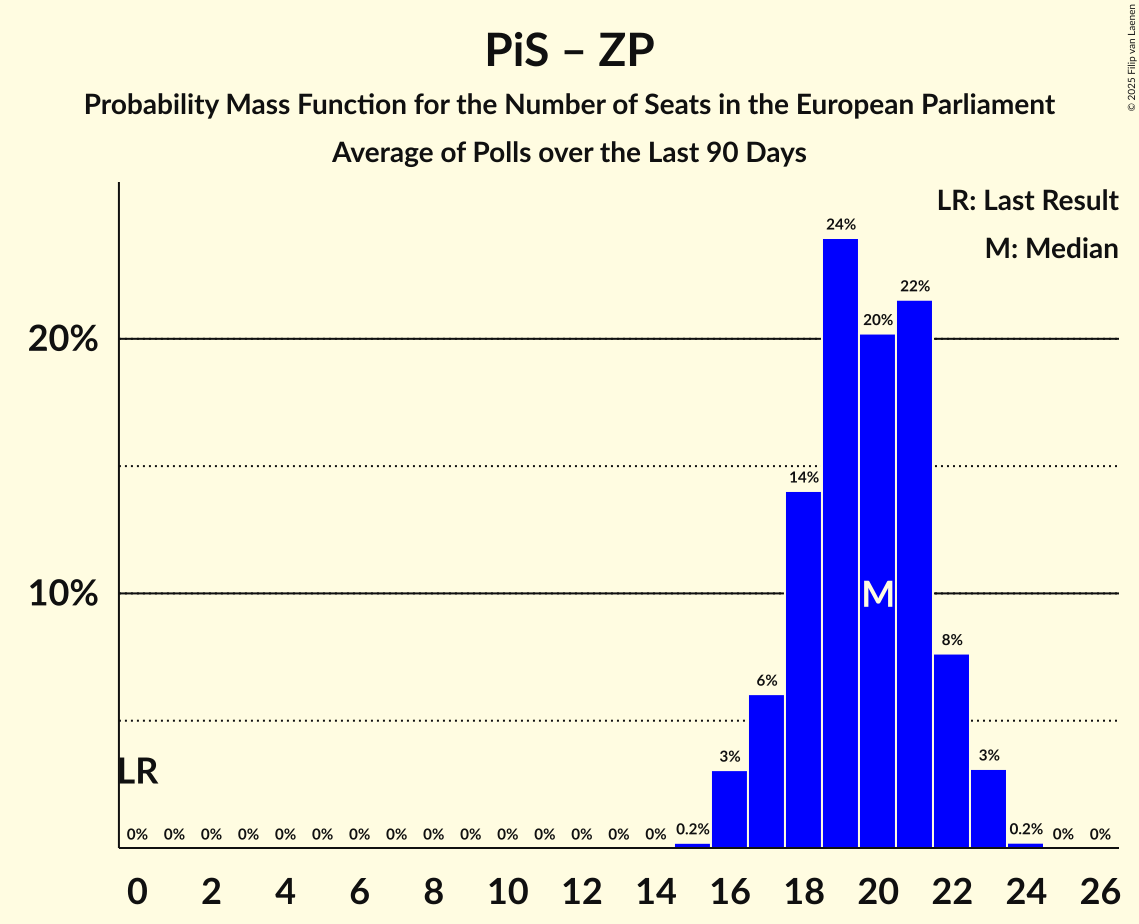 PiS – ZP
Probability Mass Function for the Number of Seats in the European Parliament
Average of Polls over the Last 90 Days
© 2025 Filip van Laenen
LR: Last Result
M: Median
20%
10%
24%
22%
20%
14%
M
8%
6%
3%
3%
LR
0% 0% 0% 0% 0% 0% 0% 0% 0% 0% 0% 0% 0% 0% 0% 0.2% 0.2% 0% 0%
0 2 4 6 8 10 12 14 16 18 20 22 24 26